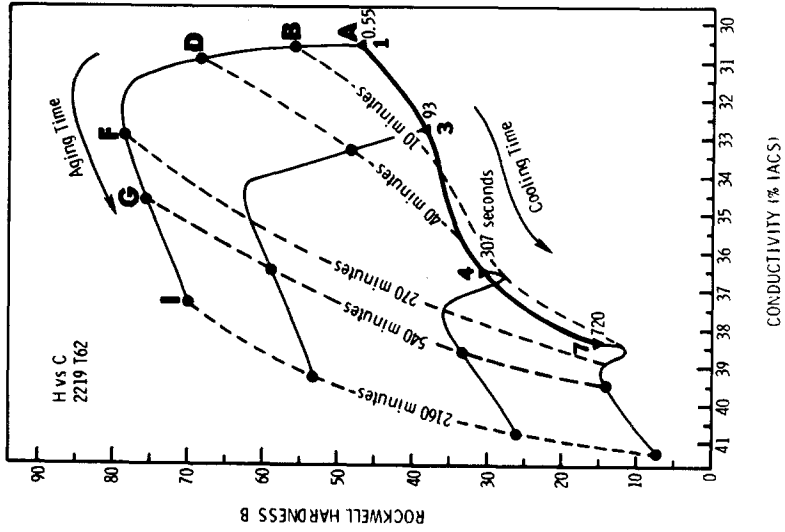 H vs C
2219 T62
Aging Time
Cooling Time
A
B
D
F
G
I
0.55
1
93
3
307 seconds
4
720
7
10 minutes
40 minutes
270 minutes
540 minutes
2160 minutes
90
80
70
60
50
40
30
20
10
0
ROCKWELL HARDNESS B
30
31
32
33
34
35
36
37
38
39
40
41
CONDUCTIVITY (% IACS)